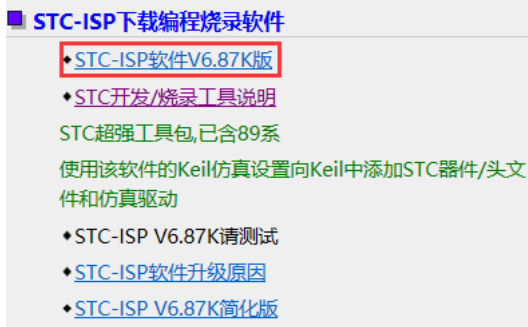 STC-ISP下载编程烧录软件
STC-ISP软件V6.87K版
STC开发/烧录工具说明
STC超强工具包,已含89系
使用该软件的Keil仿真设置向Keil中添加STC器件/头文
件和仿真驱动
STC-ISP V6.87K请测试
STC-ISP软件升级原因
STC-ISP V6.87K简化版